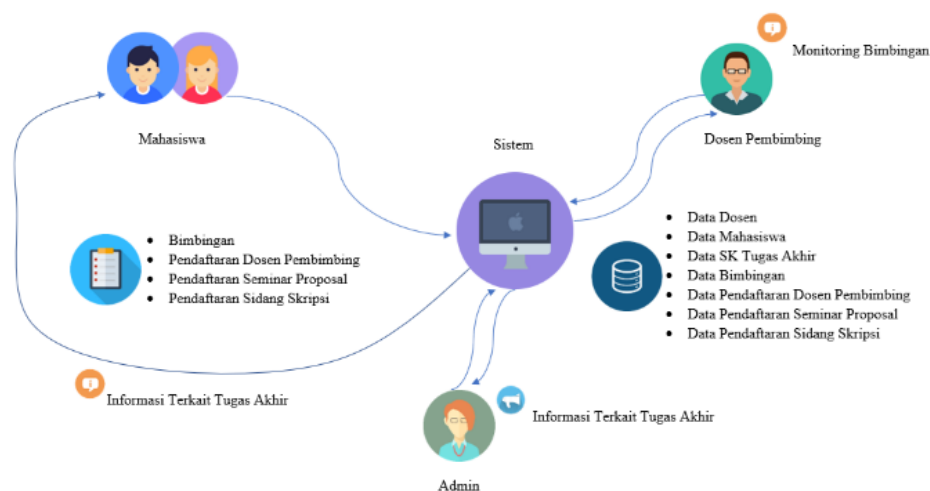 Monitoring Bimbingan
Mahasiswa
Sistem
Dosen Pembimbing
Bimbingan
Pendaftaran Dosen Pembimbing
Pendaftaran Seminar Proposal
Pendaftaran Sidang Skripsi
Data Dosen
Data Mahasiswa
Data SK Tugas Akhir
Data Bimbingan
Data Pendaftaran Dosen Pembimbing
Data Pendaftaran Seminar Proposal
Data Pendaftaran Sidang Skripsi
Informasi Terkait Tugas Akhir
Informasi Terkait Tugas Akhir
Admin